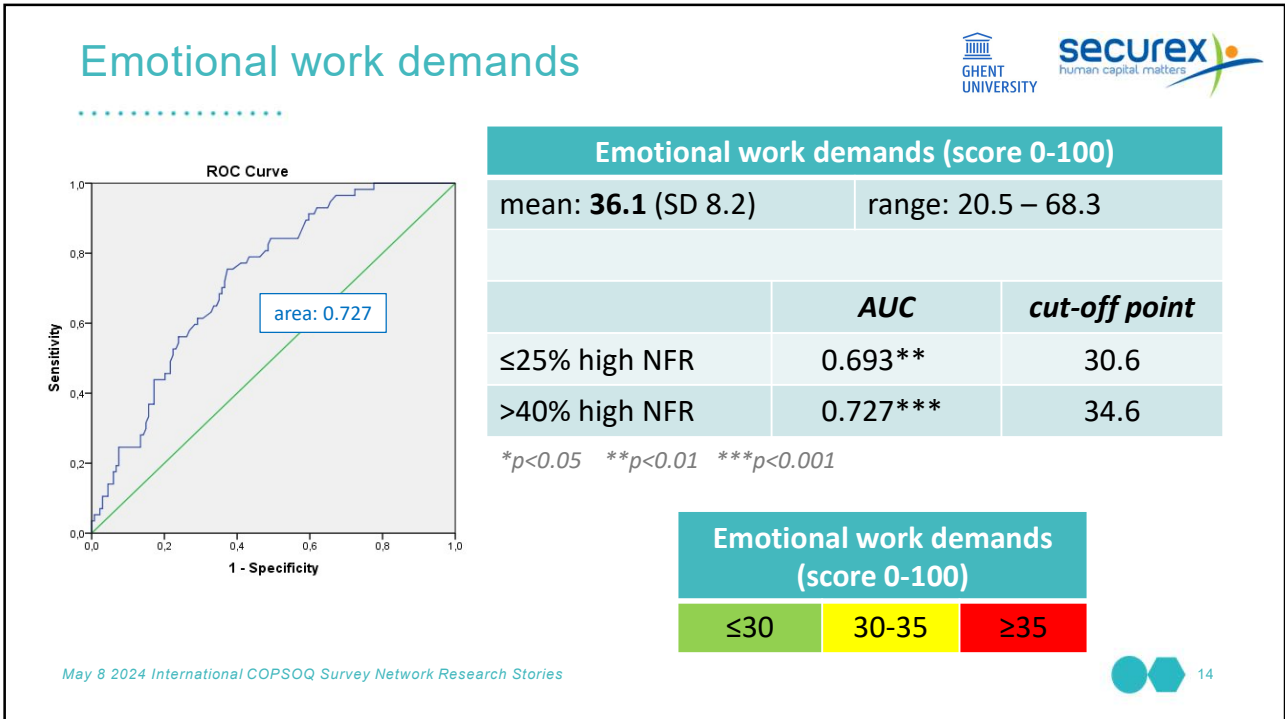 Emotional work demands
GHENT
UNIVERSITY
securex
human capital matters
ROC Curve
Sensitivity
1,0
0,8
0,6
0,4
0,2
0,0
area: 0.727
0,0 0,2 0,4 0,6 0,8 1,0
1 - Specificity
Emotional work demands (score 0-100)
mean: 36.1 (SD 8.2) range: 20.5 – 68.3
AUC cut-off point
≤25% high NFR 0.693** 30.6
>40% high NFR 0.727*** 34.6
*p<0.05 **p<0.01 ***p<0.001
Emotional work demands
(score 0-100)
≤30 30-35 ≥35
May 8 2024 International COPSOQ Survey Network Research Stories
14